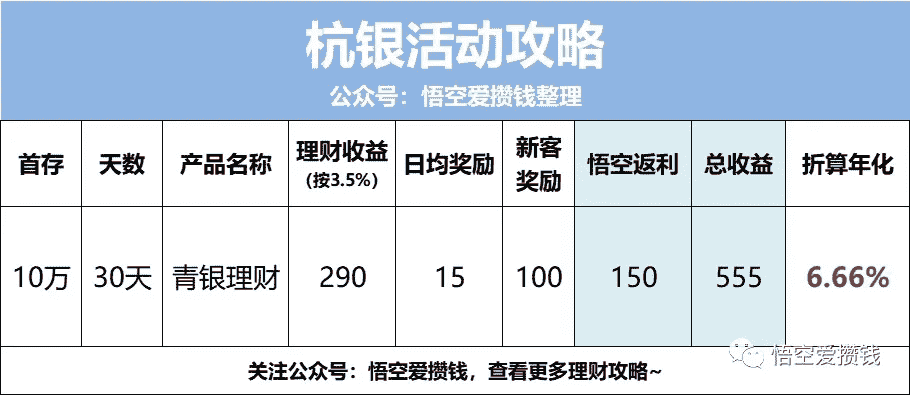 杭银活动攻略
公众号：悟空爱攒钱整理
首存 天数 产品名称 理财收益 （按3.5%） 日均奖励 新客奖励 悟空返利 总收益 折算年化
10万 30天 青银理财 290 15 100 150 555 6.66%
悟空爱攒钱
关注公众号：悟空爱攒钱，查看更多理财攻略~